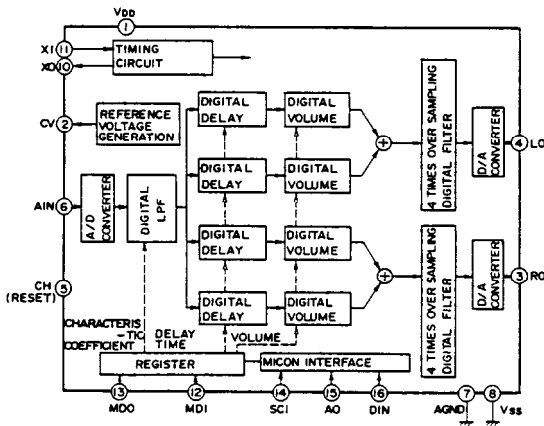 VDD
1
XI 11
XO 10
TIMING
CIRCUIT
CV 2
REFERENCE
VOLTAGE
GENERATION
AIN 6
A/D CONVERTER
DIGITAL
LPF
DIGITAL
DELAY
DIGITAL
VOLUME
DIGITAL
DELAY
DIGITAL
VOLUME
DIGITAL
DELAY
DIGITAL
VOLUME
DIGITAL
DELAY
DIGITAL
VOLUME
4 TIMES OVER SAMPLING
DIGITAL FILTER
D/A
CONVERTER
4 LO
4 TIMES OVER SAMPLING
DIGITAL FILTER
D/A
CONVERTER
3 RO
CH 5
(RESET)
CHARACTERIS
-TIC
COEFFICIENT
DELAY
TIME
VOLUME
REGISTER
MICON INTERFACE
13
MDO
12
MDI
14
SCI
15
AO
16
DIN
7
AGND
8
VSS